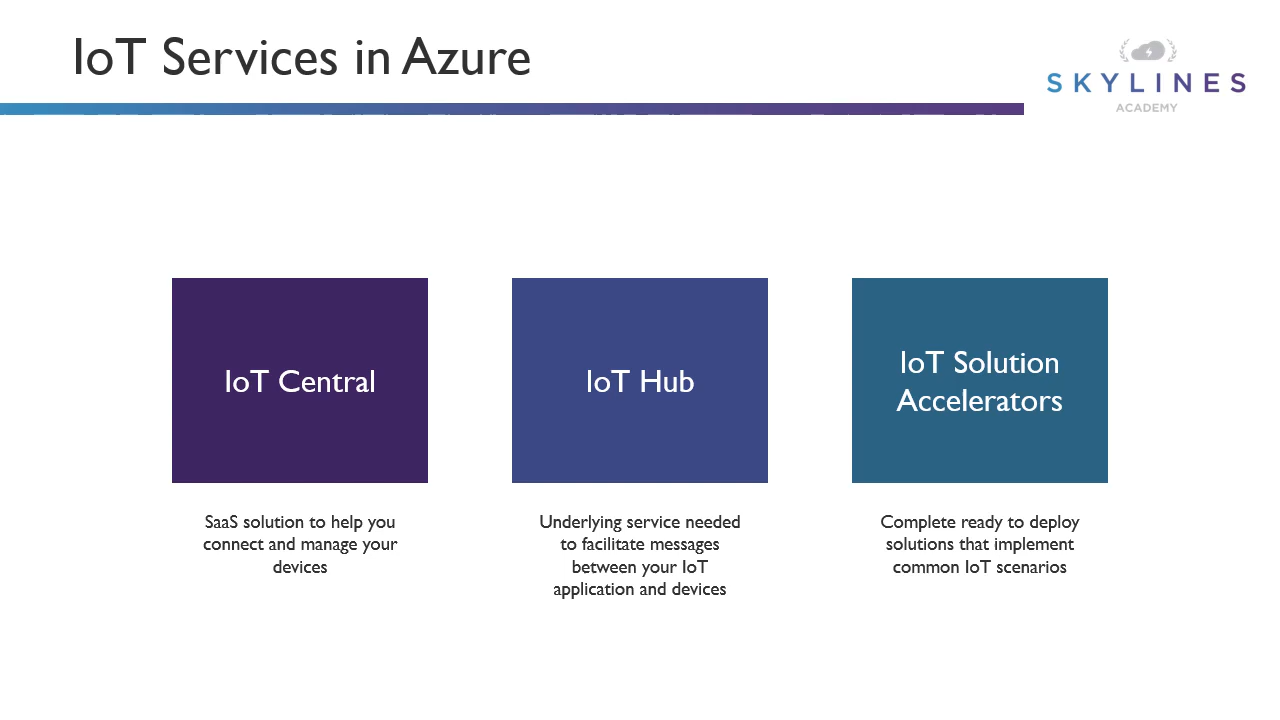 IoT Services in Azure
SKYLINES
ACADEMY
IoT Central
IoT Hub
IoT Solution
Accelerators
SaaS solution to help you
connect and manage your
devices
Underlying service needed
to facilitate messages
between your IoT
application and devices
Complete ready to deploy
solutions that implement
common IoT scenarios